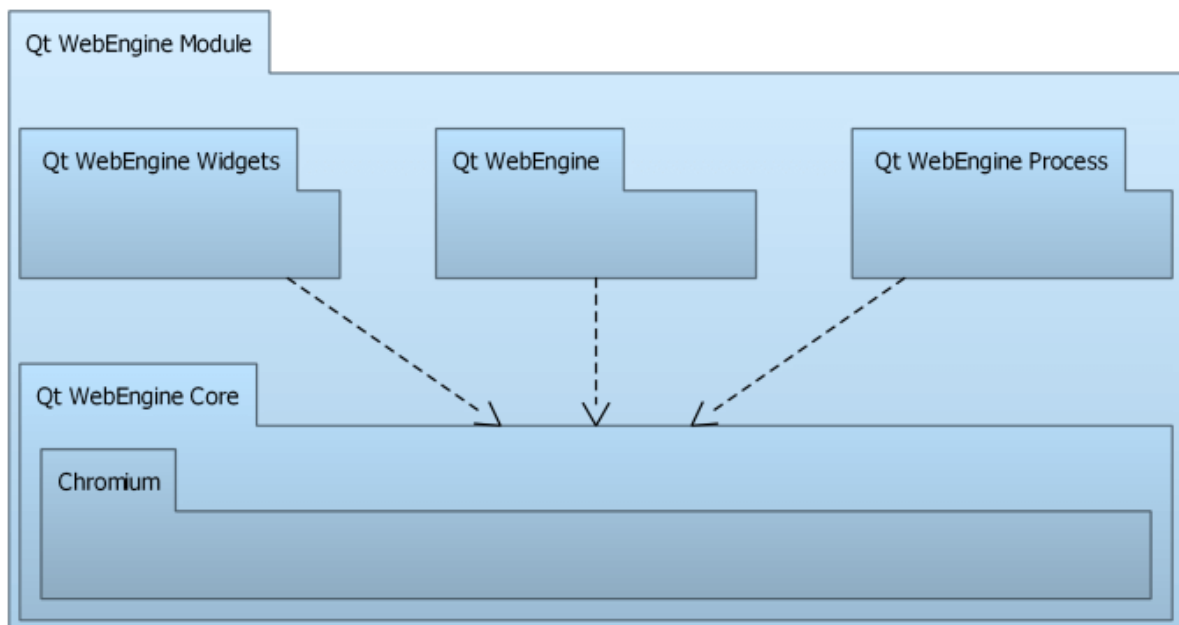 Qt WebEngine Module
Qt WebEngine Widgets
Qt WebEngine
Qt WebEngine Process
Qt WebEngine Core
Chromium